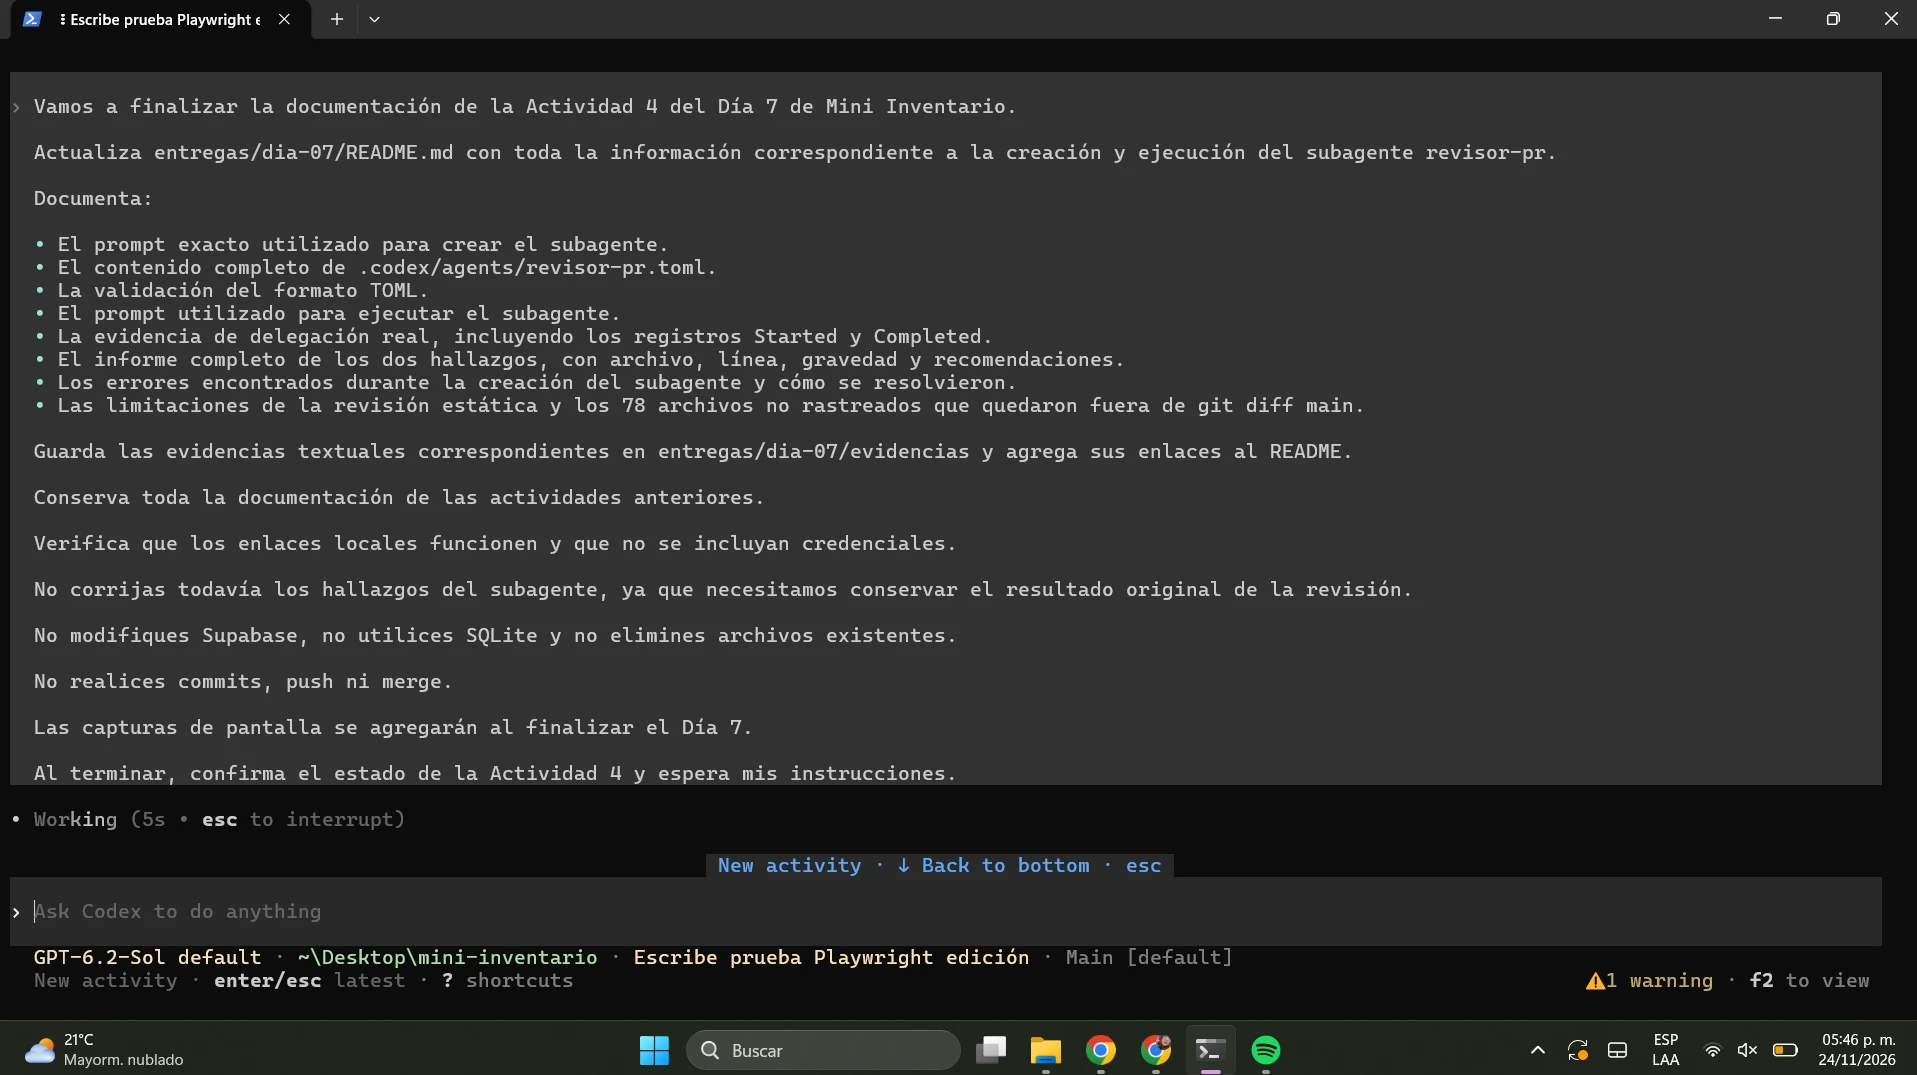 Escribe prueba Playwright e
› Vamos a finalizar la documentación de la Actividad 4 del Día 7 de Mini Inventario.
Actualiza entregas/dia-07/README.md con toda la información correspondiente a la creación y ejecución del subagente revisor-pr.
Documenta:
• El prompt exacto utilizado para crear el subagente.
• El contenido completo de .codex/agents/revisor-pr.toml.
• La validación del formato TOML.
• El prompt utilizado para ejecutar el subagente.
• La evidencia de delegación real, incluyendo los registros Started y Completed.
• El informe completo de los dos hallazgos, con archivo, línea, gravedad y recomendaciones.
• Los errores encontrados durante la creación del subagente y cómo se resolvieron.
• Las limitaciones de la revisión estática y los 78 archivos no rastreados que quedaron fuera de git diff main.
Guarda las evidencias textuales correspondientes en entregas/dia-07/evidencias y agrega sus enlaces al README.
Conserva toda la documentación de las actividades anteriores.
Verifica que los enlaces locales funcionen y que no se incluyan credenciales.
No corrijas todavía los hallazgos del subagente, ya que necesitamos conservar el resultado original de la revisión.
No modifiques Supabase, no utilices SQLite y no elimines archivos existentes.
No realices commits, push ni merge.
Las capturas de pantalla se agregarán al finalizar el Día 7.
Al terminar, confirma el estado de la Actividad 4 y espera mis instrucciones.
• Working (5s • esc to interrupt)
New activity · ↓ Back to bottom · esc
› Ask Codex to do anything
GPT-6.2-Sol default · ~\Desktop\mini-inventario · Escribe prueba Playwright edición · Main [default]
New activity · enter/esc latest · ? shortcuts
⚠1 warning · f2 to view
21°C
Mayorm. nublado
Buscar
ESP
LAA
05:46 p. m.
24/11/2026